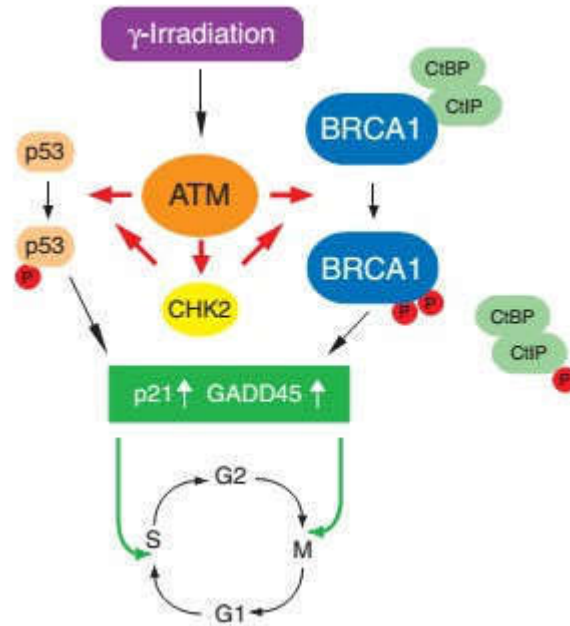 γ-Irradiation
CtBP
CtIP
BRCA1
p53
ATM
p53
P
BRCA1
P P
CHK2
CtBP
CtIP
P
p21↑ GADD45↑
G2
S
M
G1